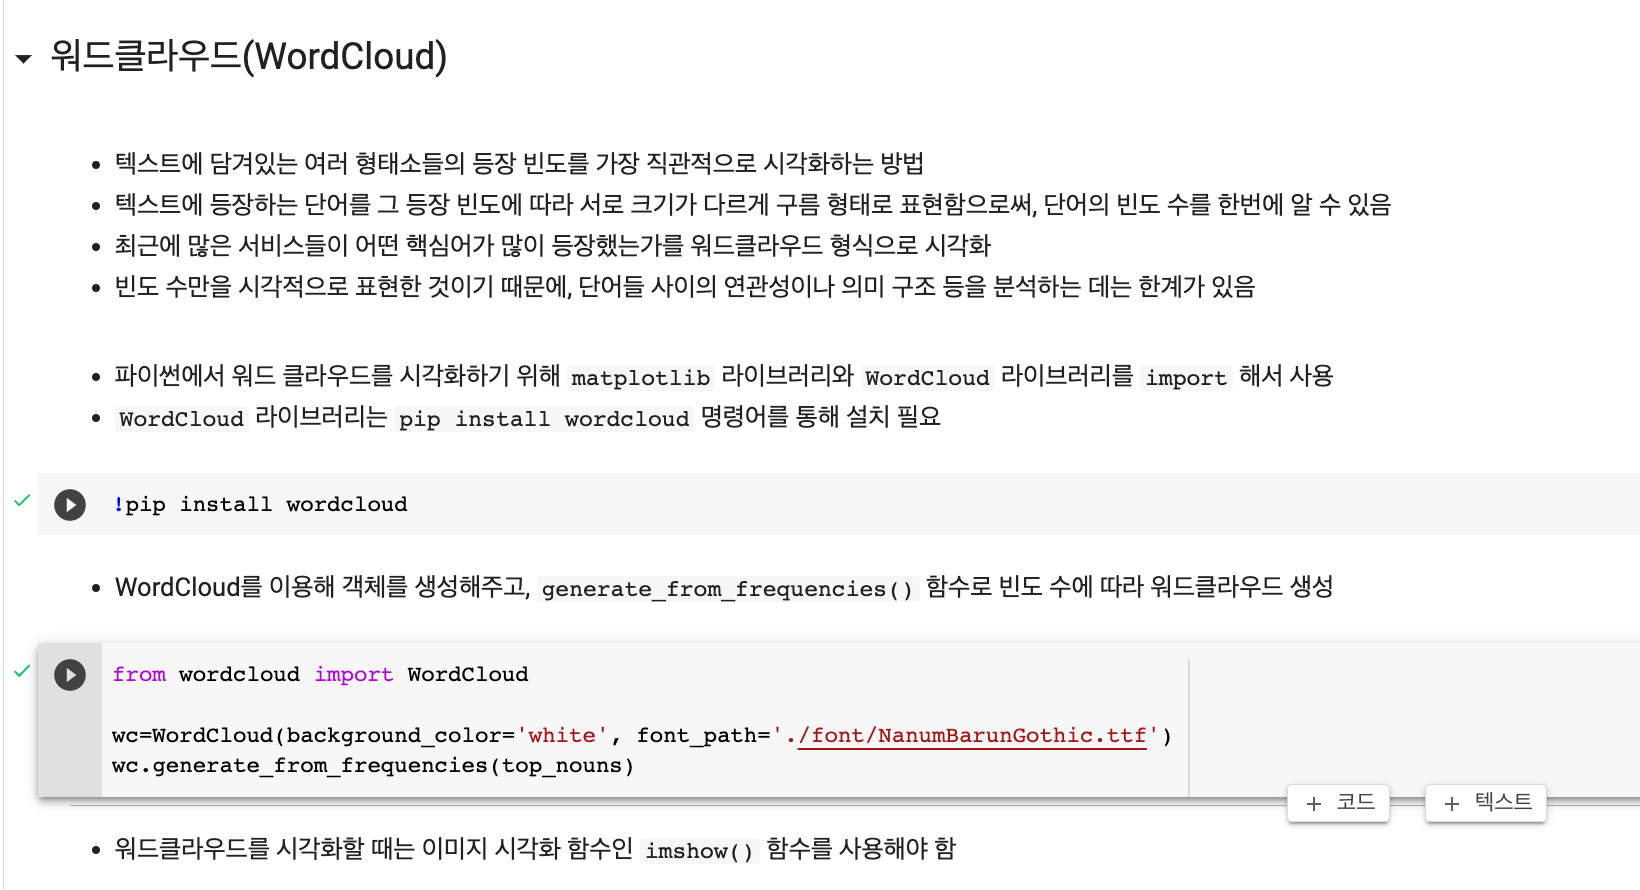 워드클라우드(WordCloud)
텍스트에 담겨있는 여러 형태소들의 등장 빈도를 가장 직관적으로 시각화하는 방법
텍스트에 등장하는 단어를 그 등장 빈도에 따라 서로 크기가 다르게 구름 형태로 표현함으로써, 단어의 빈도 수를 한번에 알 수 있음
최근에 많은 서비스들이 어떤 핵심어가 많이 등장했는가를 워드클라우드 형식으로 시각화
빈도 수만을 시각적으로 표현한 것이기 때문에, 단어들 사이의 연관성이나 의미 구조 등을 분석하는 데는 한계가 있음
파이썬에서 워드 클라우드를 시각화하기 위해 matplotlib 라이브러리와 WordCloud 라이브러리를 import 해서 사용
WordCloud 라이브러리는 pip install wordcloud 명령어를 통해 설치 필요
!pip install wordcloud
WordCloud를 이용해 객체를 생성해주고, generate_from_frequencies() 함수로 빈도 수에 따라 워드클라우드 생성
from wordcloud import WordCloud
wc=WordCloud(background_color='white', font_path='./font/NanumBarunGothic.ttf')
wc.generate_from_frequencies(top_nouns)
+ 코드 + 텍스트
워드클라우드를 시각화할 때는 이미지 시각화 함수인 imshow() 함수를 사용해야 함